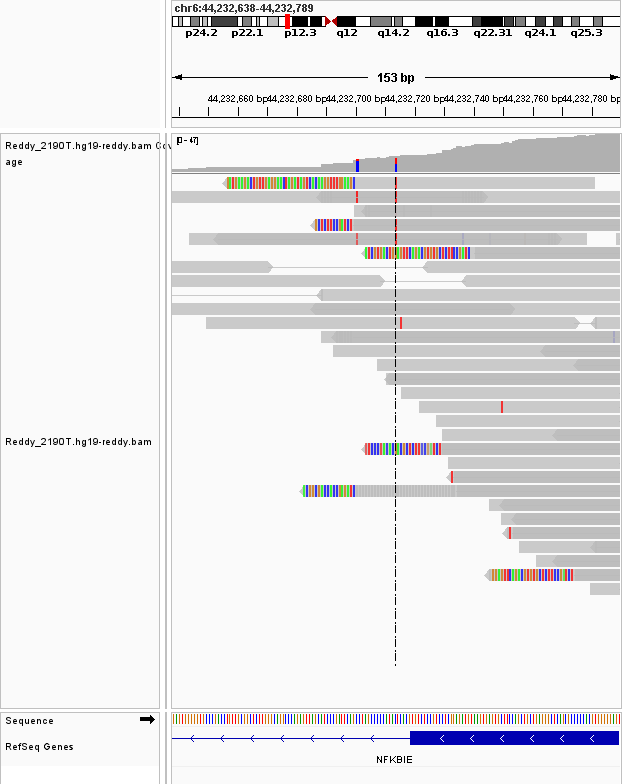 chr6:44,232,638-44,232,789
p24.2 p22.1 p12.3 q12 q14.2 q16.3 q22.31 q24.1 q25.3
153 bp
44,232,660 bp 44,232,680 bp 44,232,700 bp 44,232,720 bp 44,232,740 bp 44,232,760 bp 44,232,780 bp
Reddy_2190T.hg19-reddy.bam Cov
age
[0 - 47]
Reddy_2190T.hg19-reddy.bam
Sequence
RefSeq Genes
NFKBIE